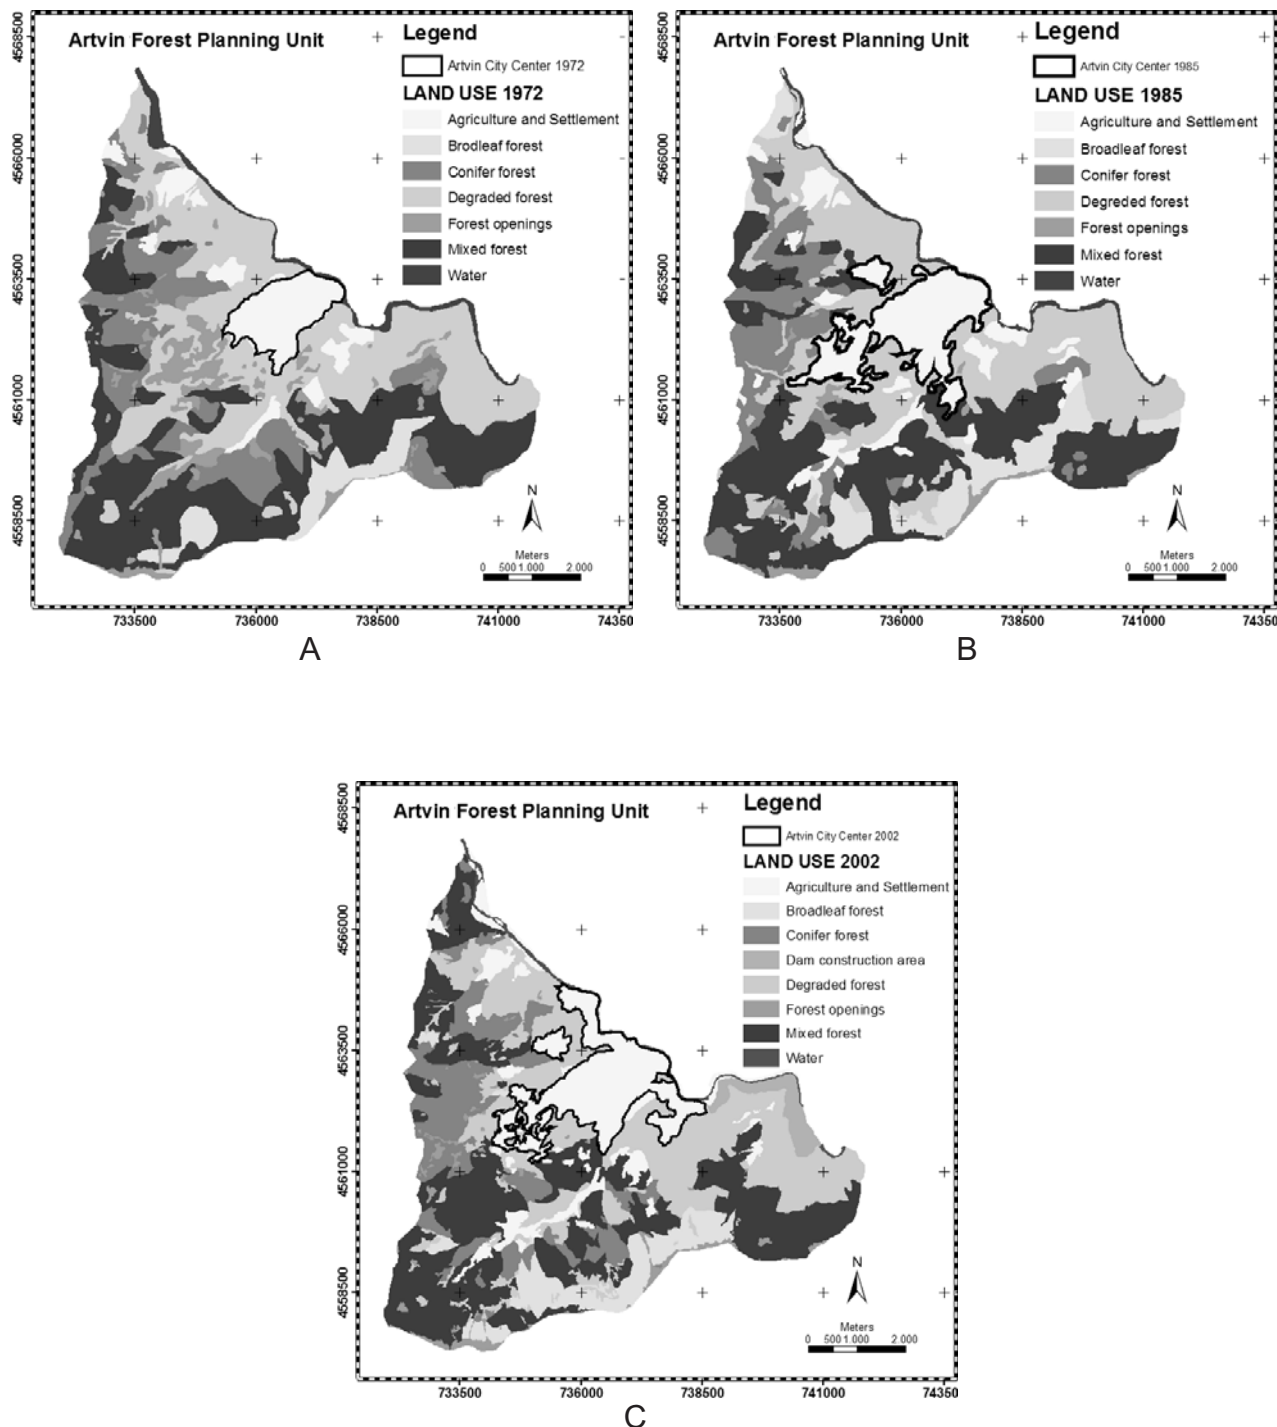 Artvin Forest Planning Unit
Legend
Artvin City Center 1972
LAND USE 1972
Agriculture and Settlement
Brodleaf forest
Conifer forest
Degraded forest
Forest openings
Mixed forest
Water
N
Meters
0 500 1.000 2.000
4568500
4566000
4563500
4561000
4558500
733500 736000 738500 741000 74350
A
Artvin Forest Planning Unit
Legend
Artvin City Center 1985
LAND USE 1985
Agriculture and Settlement
Broadleaf forest
Conifer forest
Degreded forest
Forest openings
Mixed forest
Water
N
Meters
0 500 1.000 2.000
4568500
4566000
4563500
4561000
4558500
733500 736000 738500 741000 74350
B
Artvin Forest Planning Unit
Legend
Artvin City Center 2002
LAND USE 2002
Agriculture and Settlement
Broadleaf forest
Conifer forest
Dam construction area
Degraded forest
Forest openings
Mixed forest
Water
N
Meters
0 500 1.000 2 000
4568500
4566000
4563500
4561000
4558500
733500 736000 738500 741000 74350
C